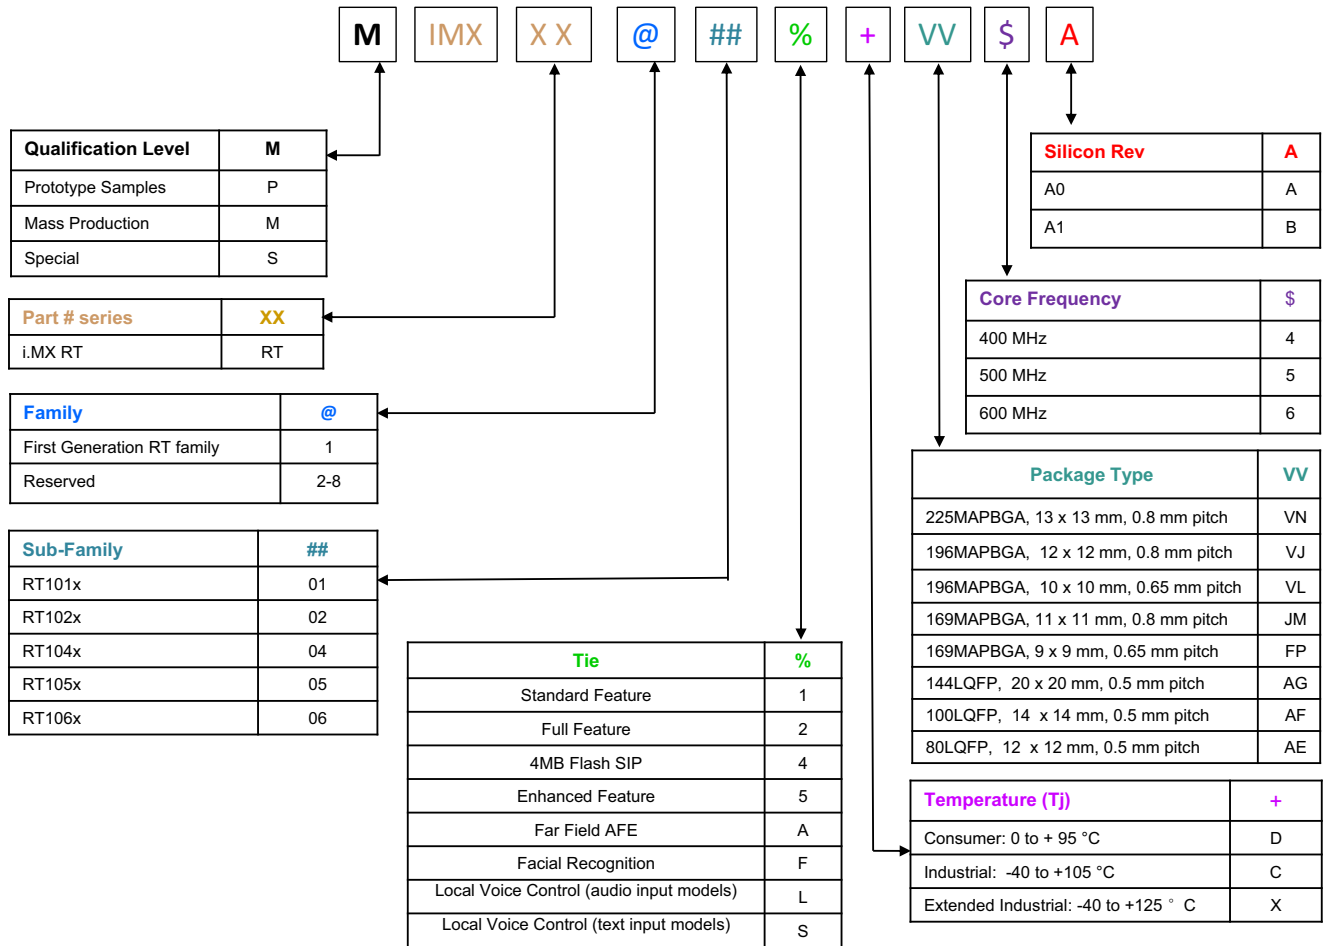 M IMX X X @ ## % + VV $ A
Qualification Level M
Prototype Samples P
Mass Production M
Special S
Part # series XX
i.MX RT RT
Family @
First Generation RT family 1
Reserved 2-8
Sub-Family ##
RT101x 01
RT102x 02
RT104x 04
RT105x 05
RT106x 06
Tie %
Standard Feature 1
Full Feature 2
4MB Flash SIP 4
Enhanced Feature 5
Far Field AFE A
Facial Recognition F
Local Voice Control (audio input models) L
Local Voice Control (text input models) S
Silicon Rev A
A0 A
A1 B
Core Frequency $
400 MHz 4
500 MHz 5
600 MHz 6
Package Type VV
225MAPBGA, 13 x 13 mm, 0.8 mm pitch VN
196MAPBGA, 12 x 12 mm, 0.8 mm pitch VJ
196MAPBGA, 10 x 10 mm, 0.65 mm pitch VL
169MAPBGA, 11 x 11 mm, 0.8 mm pitch JM
169MAPBGA, 9 x 9 mm, 0.65 mm pitch FP
144LQFP, 20 x 20 mm, 0.5 mm pitch AG
100LQFP, 14 x 14 mm, 0.5 mm pitch AF
80LQFP, 12 x 12 mm, 0.5 mm pitch AE
Temperature (Tj) +
Consumer: 0 to + 95 °C D
Industrial: -40 to +105 °C C
Extended Industrial: -40 to +125 ° C X